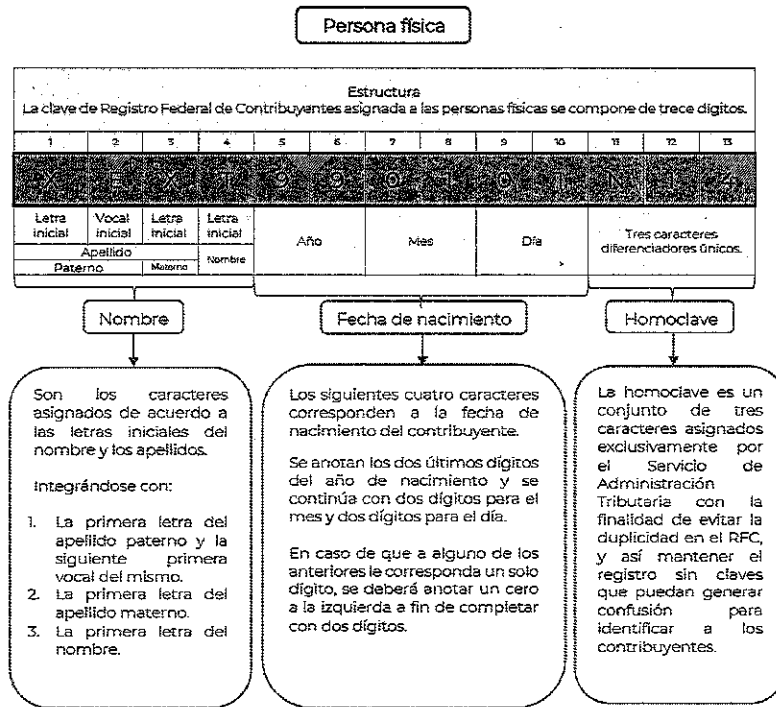 Persona física
Estructura
La clave de Registro Federal de Contribuyentes asignada a las personas físicas se compone de trece dígitos.
1 2 3 4 5 6 7 8 9 10 11 12 13
X E X T 9 9 0 1 0 1 N I 4
Letra inicial
Vocal inicial
Letra inicial
Letra inicial
Año
Mes
Día
Tres caracteres
diferenciadores únicos.
Apellido
Nombre
Paterno
Materno
Nombre
Son los caracteres
asignados de acuerdo a
las letras iniciales del
nombre y los apellidos.
Integrándose con:
1. La primera letra del
apellido paterno y la
siguiente primera
vocal del mismo.
2. La primera letra del
apellido materno.
3. La primera letra del
nombre.
Fecha de nacimiento
Los siguientes cuatro caracteres
corresponden a la fecha de
nacimiento del contribuyente.
Se anotan los dos últimos dígitos
del año de nacimiento y se
continúa con dos dígitos para el
mes y dos dígitos para el día.
En caso de que a alguno de los
anteriores le corresponda un solo
dígito, se deberá anotar un cero
a la izquierda a fin de completar
con dos dígitos.
Homoclave
La homoclave es un
conjunto de tres
caracteres asignados
exclusivamente por
el Servicio de
Administración
Tributaria con la
finalidad de evitar la
duplicidad en el RFC,
y así mantener el
registro sin claves
que puedan generar
confusión para
identificar a los
contribuyentes.